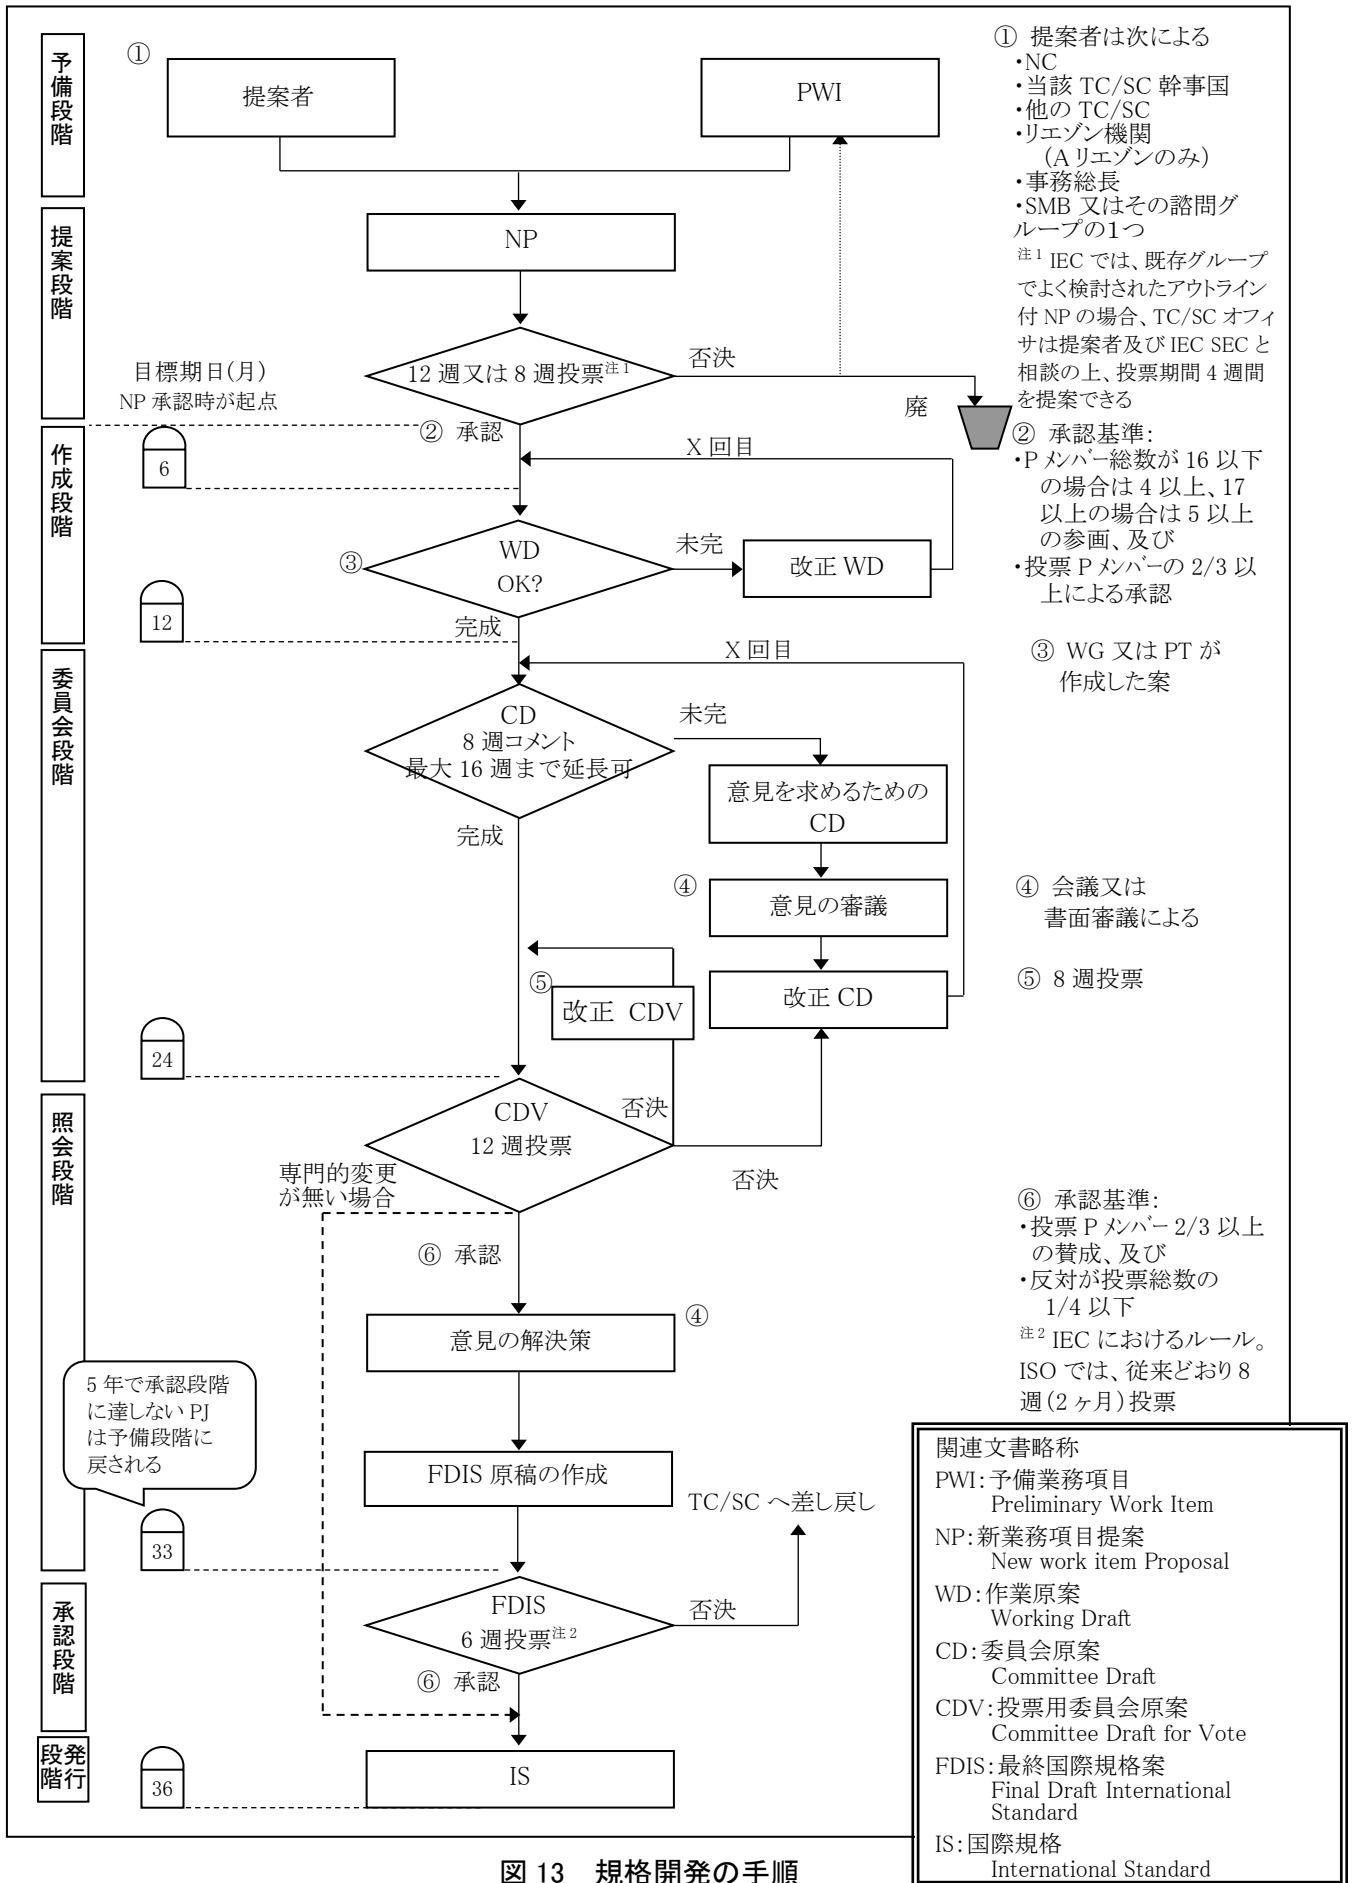 予備段階
①
提案者
PWI
提案段階
NP
12 週又は 8 週投票注1
否決
廃
目標期日(月)
NP 承認時が起点
② 承認
作成段階
6
X 回目
③
WD
OK?
未完
改正 WD
12
完成
委員会段階
X 回目
CD
8 週コメント
最大 16 週まで延長可
未完
意見を求めるための
CD
完成
④
意見の審議
⑤
改正 CDV
改正 CD
24
照会段階
CDV
12 週投票
否決
否決
専門的変更
が無い場合
⑥ 承認
意見の解決策
④
5 年で承認段階
に達しない PJ
は予備段階に
戻される
FDIS 原稿の作成
TC/SC へ差し戻し
33
承認段階
FDIS
6 週投票注2
否決
⑥ 承認
発行段階
36
IS
① 提案者は次による
・NC
・当該 TC/SC 幹事国
・他の TC/SC
・リエゾン機関
(A リエゾンのみ)
・事務総長
・SMB 又はその諮問グ
ループの1つ
注1 IEC では、既存グループ
でよく検討されたアウトライン
付 NP の場合、TC/SC オフィ
サは提案者及び IEC SEC と
相談の上、投票期間 4 週間
を提案できる
② 承認基準:
・P メンバー総数が 16 以下
の場合は 4 以上、17
以上の場合は 5 以上
の参画、及び
・投票 P メンバーの 2/3 以
上による承認
③ WG 又は PT が
作成した案
④ 会議又は
書面審議による
⑤ 8 週投票
⑥ 承認基準:
・投票 P メンバー 2/3 以上
の賛成、及び
・反対が投票総数の
1/4 以下
注2 IEC におけるルール。
ISO では、従来どおり 8
週(2 ヶ月)投票
関連文書略称
PWI:予備業務項目
Preliminary Work Item
NP:新業務項目提案
New work item Proposal
WD:作業原案
Working Draft
CD:委員会原案
Committee Draft
CDV:投票用委員会原案
Committee Draft for Vote
FDIS:最終国際規格案
Final Draft International
Standard
IS:国際規格
International Standard
図 13 規格開発の手順